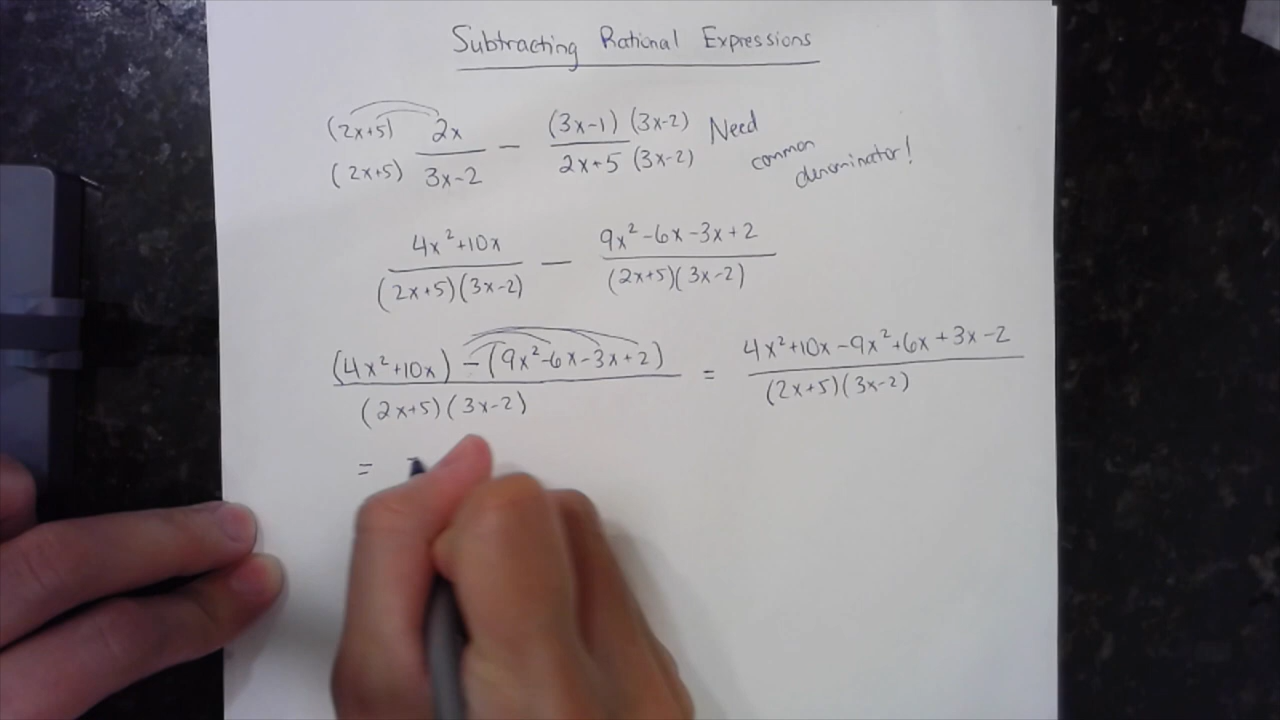 Subtracting Rational Expressions
(2x+5) 2x — (3x-1) (3x-2) Need
(2x+5) 3x-2 2x+5 (3x-2) common
denominator!
4x²+10x — 9x²-6x-3x+2
(2x+5)(3x-2) (2x+5)(3x-2)
(4x²+10x) - (9x²-6x-3x+2) = 4x²+10x-9x²+6x+3x-2
(2x+5)(3x-2) (2x+5)(3x-2)
=